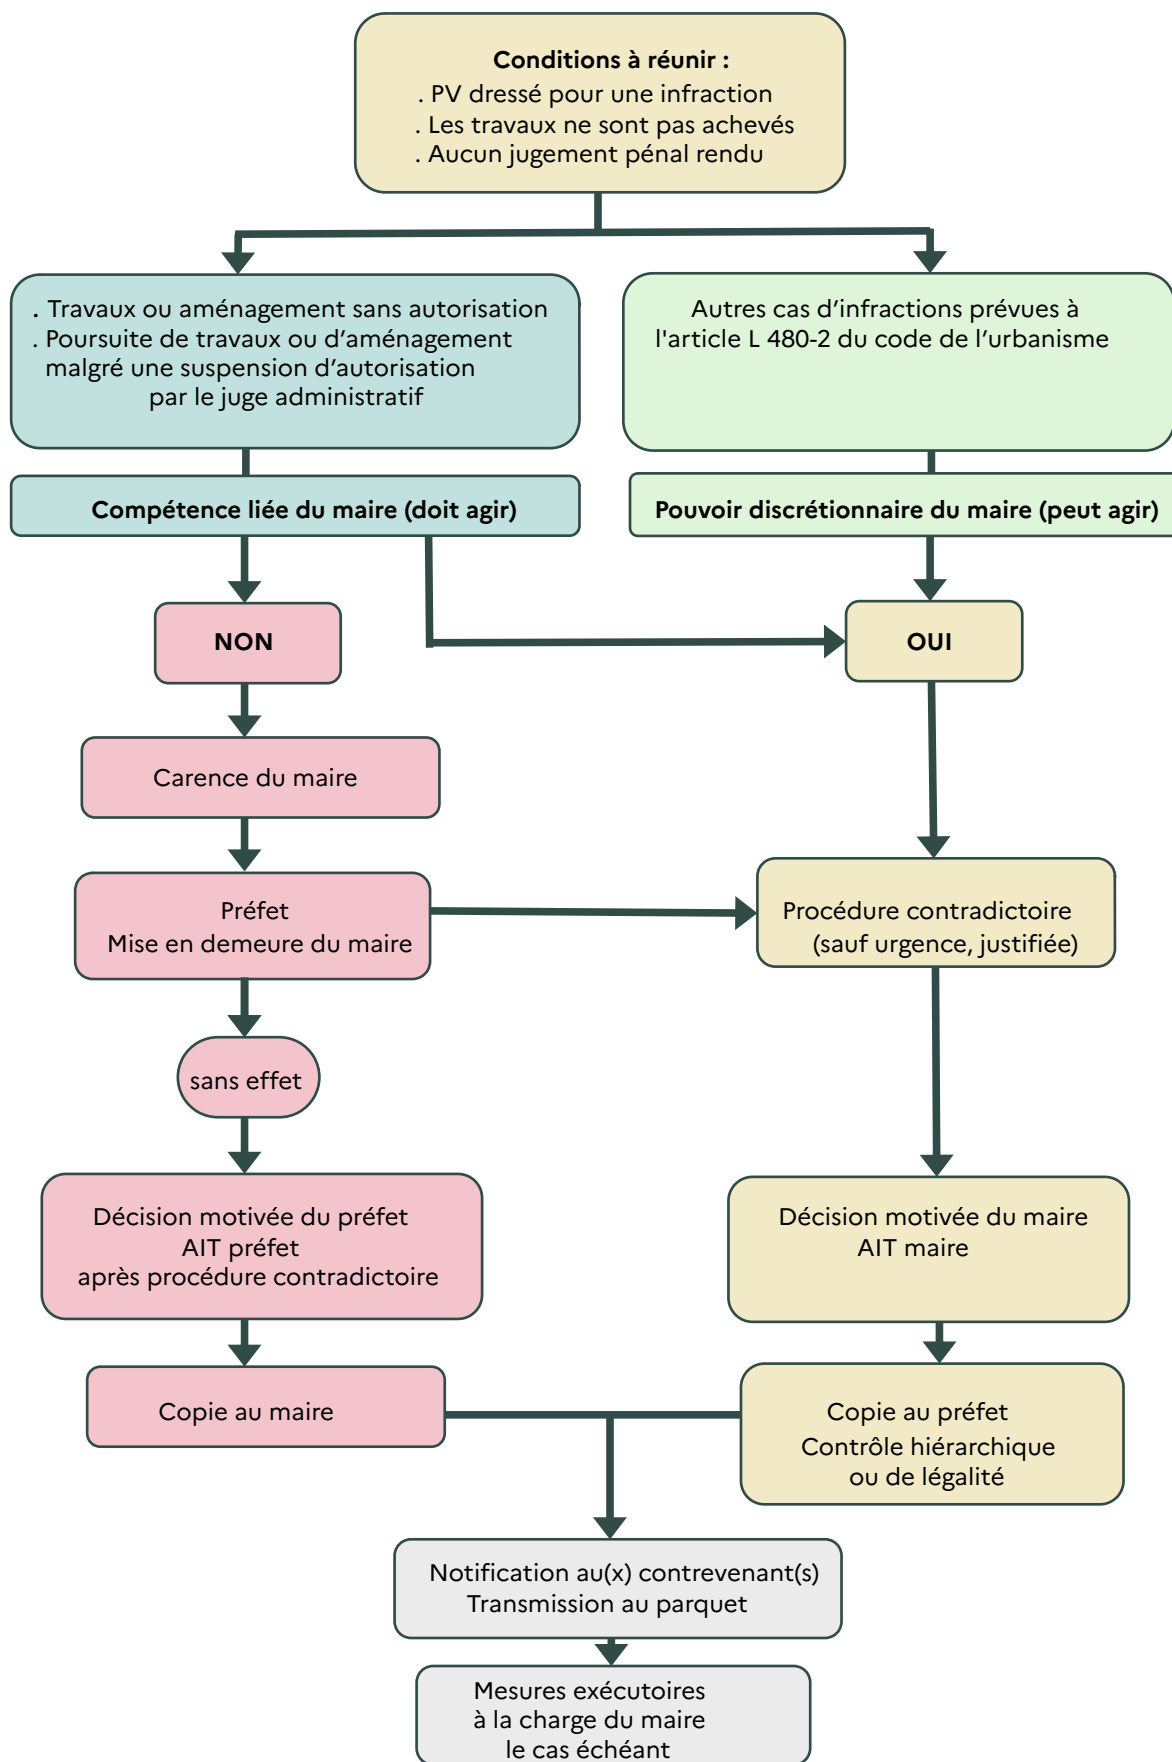 Conditions à réunir :
. PV dressé pour une infraction
. Les travaux ne sont pas achevés
. Aucun jugement pénal rendu
. Travaux ou aménagement sans autorisation
. Poursuite de travaux ou d’aménagement
malgré une suspension d’autorisation
par le juge administratif
Autres cas d’infractions prévues à
l'article L 480-2 du code de l’urbanisme
Compétence liée du maire (doit agir)
Pouvoir discrétionnaire du maire (peut agir)
NON
OUI
Carence du maire
Préfet
Mise en demeure du maire
Procédure contradictoire
(sauf urgence, justifiée)
sans effet
Décision motivée du préfet
AIT préfet
après procédure contradictoire
Décision motivée du maire
AIT maire
Copie au maire
Copie au préfet
Contrôle hiérarchique
ou de légalité
Notification au(x) contrevenant(s)
Transmission au parquet
Mesures exécutoires
à la charge du maire
le cas échéant